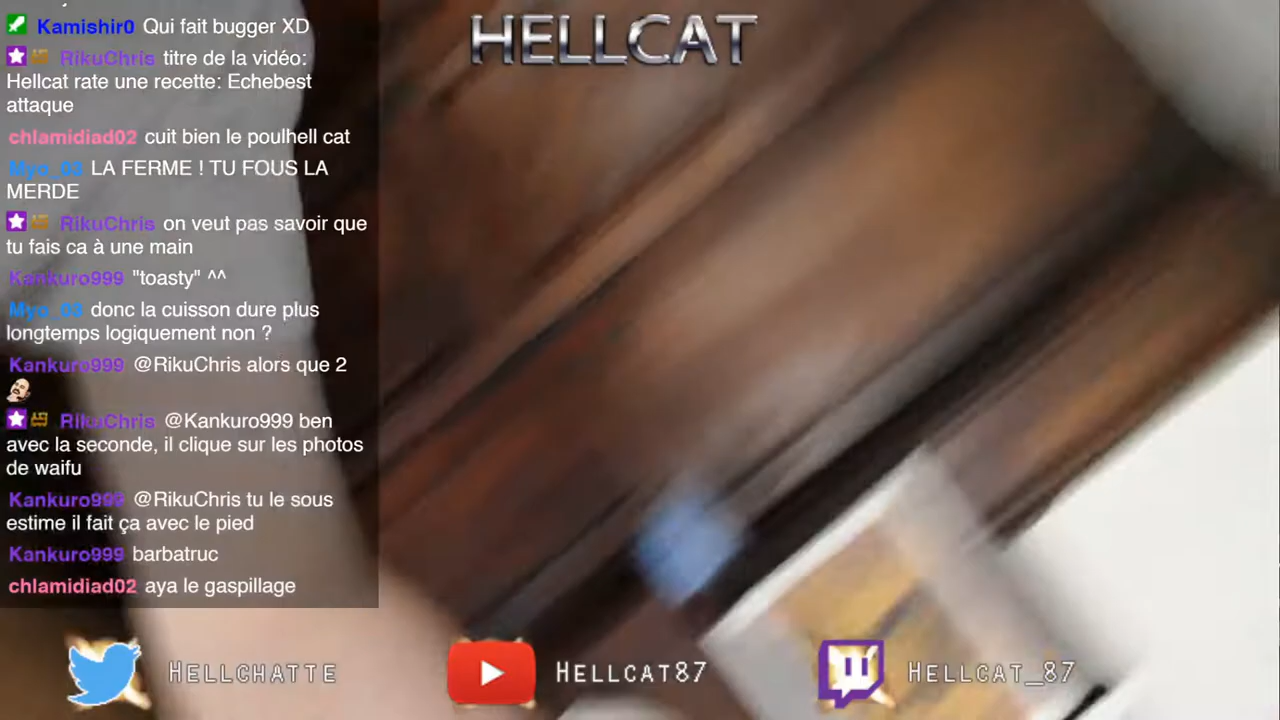 HELLCAT
Kamishir0 Qui fait bugger XD
RikuChris titre de la vidéo:
Hellcat rate une recette: Echebest
attaque
chlamidiad02 cuit bien le poulhell cat
Myo_03 LA FERME ! TU FOUS LA
MERDE
RikuChris on veut pas savoir que
tu fais ca à une main
Kankuro999 "toasty" ^^
Myo_03 donc la cuisson dure plus
longtemps logiquement non ?
Kankuro999 @RikuChris alors que 2
RikuChris @Kankuro999 ben
avec la seconde, il clique sur les photos
de waifu
Kankuro999 @RikuChris tu le sous
estime il fait ça avec le pied
Kankuro999 barbatruc
chlamidiad02 aya le gaspillage
Hellchatte
Hellcat87
Hellcat_87